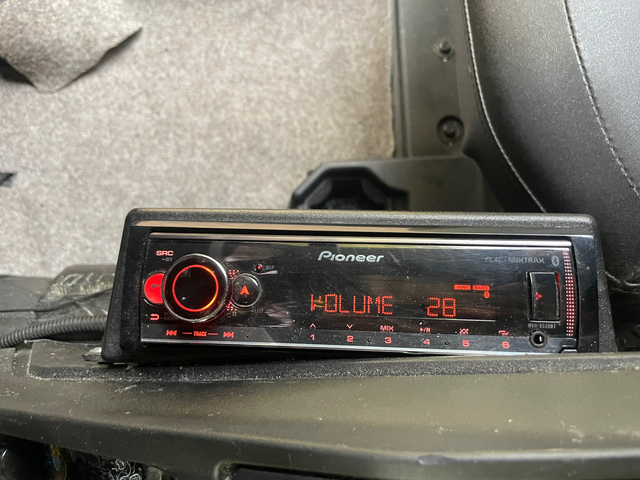 Pioneer
SRC
FLAC · MIXTRAX
VOLUME 28
TRACK
MIX
1 2 3 4 5 6